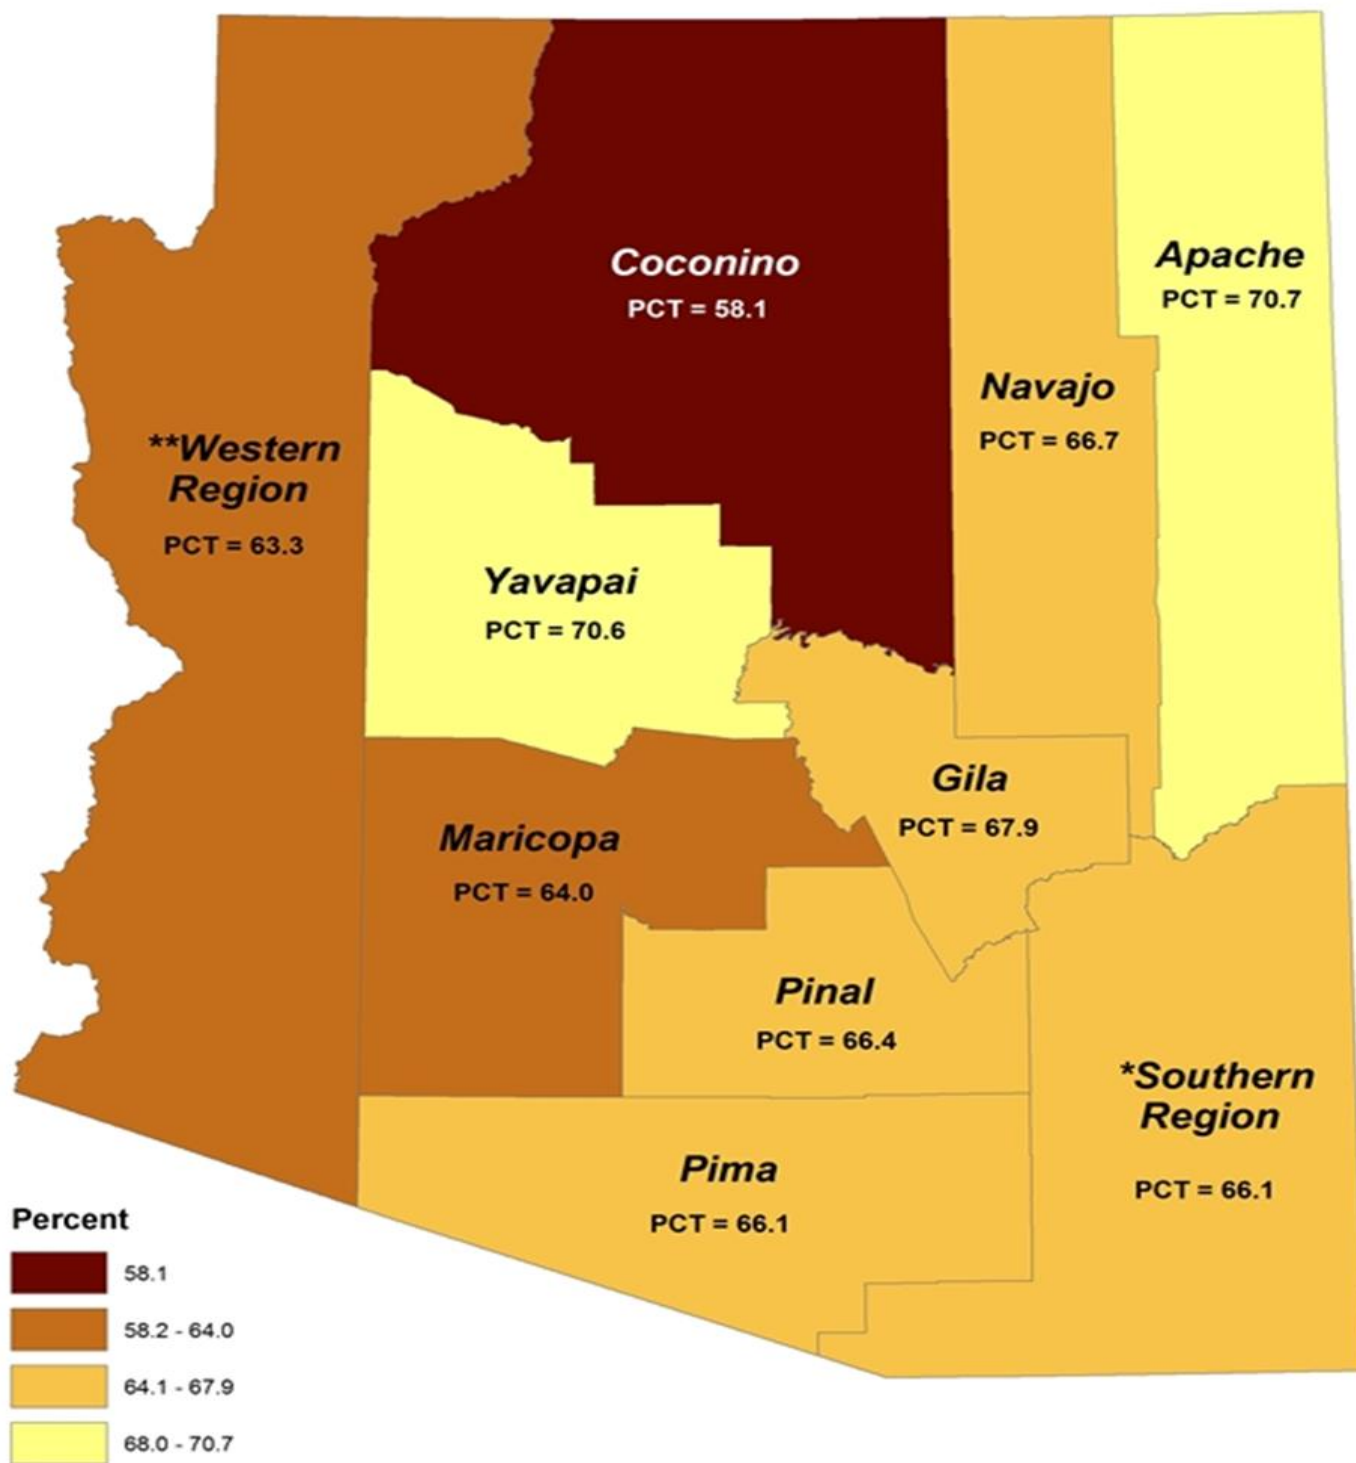 Coconino
PCT = 58.1
Apache
PCT = 70.7
Navajo
PCT = 66.7
**Western
Region
PCT = 63.3
Yavapai
PCT = 70.6
Gila
PCT = 67.9
Maricopa
PCT = 64.0
Pinal
PCT = 66.4
*Southern
Region
PCT = 66.1
Pima
PCT = 66.1
Percent
58.1
58.2 - 64.0
64.1 - 67.9
68.0 - 70.7